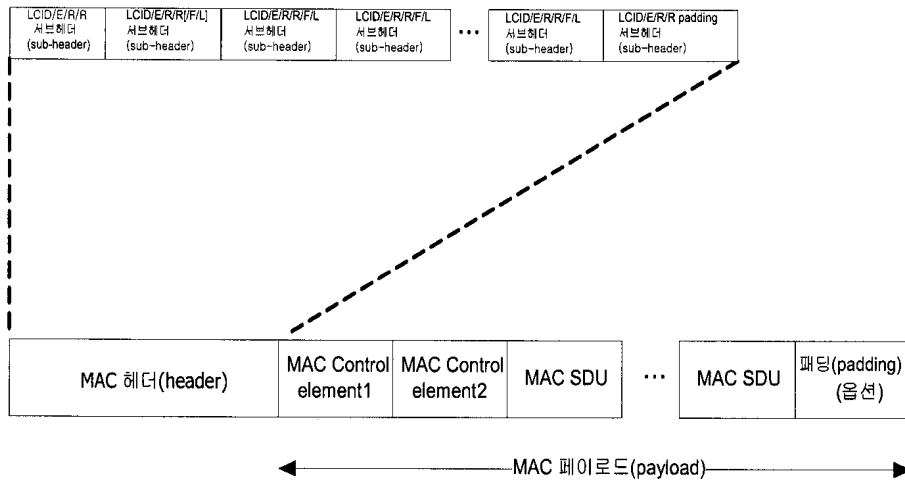 LCID/E/R/R
서브헤더
(sub-header)
LCID/E/R/R[/F/L]
서브헤더
(sub-header)
LCID/E/R/R/F/L
서브헤더
(sub-header)
LCID/E/R/R/F/L
서브헤더
(sub-header)
•••
LCID/E/R/R/F/L
서브헤더
(sub-header)
LCID/E/R/R padding
서브헤더
(sub-header)
MAC 헤더(header)
MAC Control
element1
MAC Control
element2
MAC SDU
•••
MAC SDU
패딩(padding)
(옵션)
MAC 페이로드(payload)